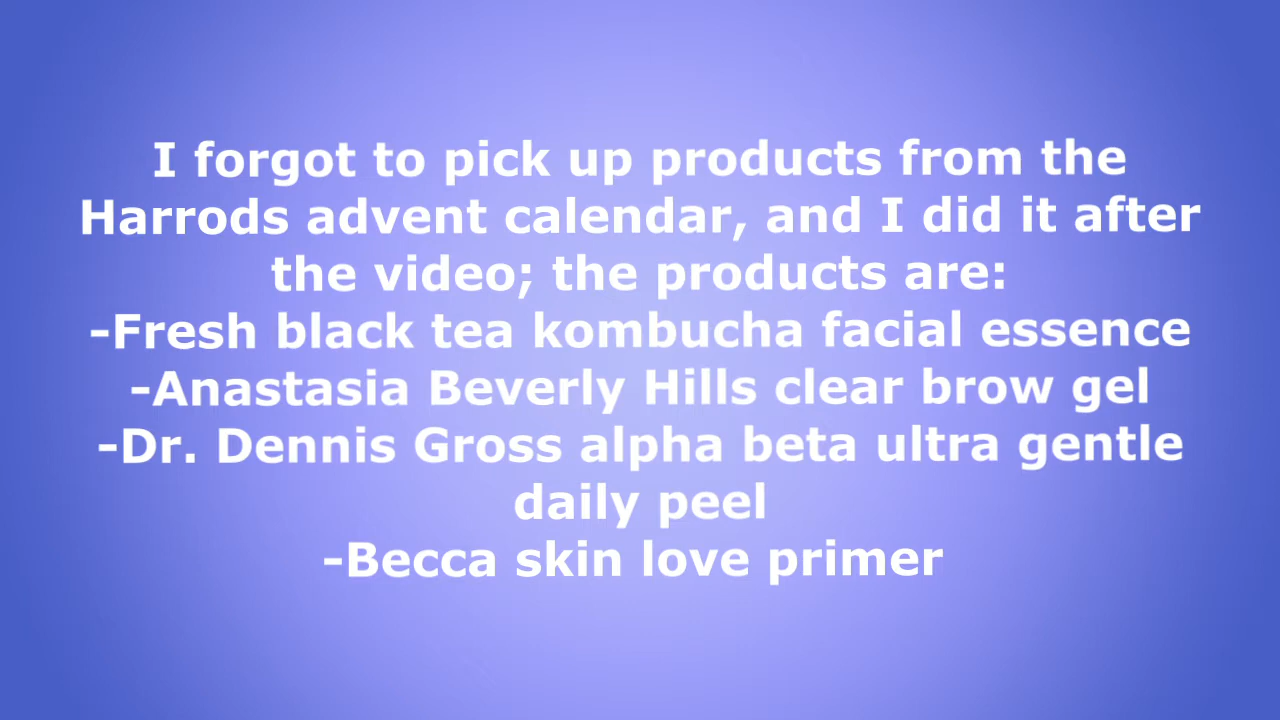 I forgot to pick up products from the
Harrods advent calendar, and I did it after
the video; the products are:
-Fresh black tea kombucha facial essence
-Anastasia Beverly Hills clear brow gel
-Dr. Dennis Gross alpha beta ultra gentle
daily peel
-Becca skin love primer